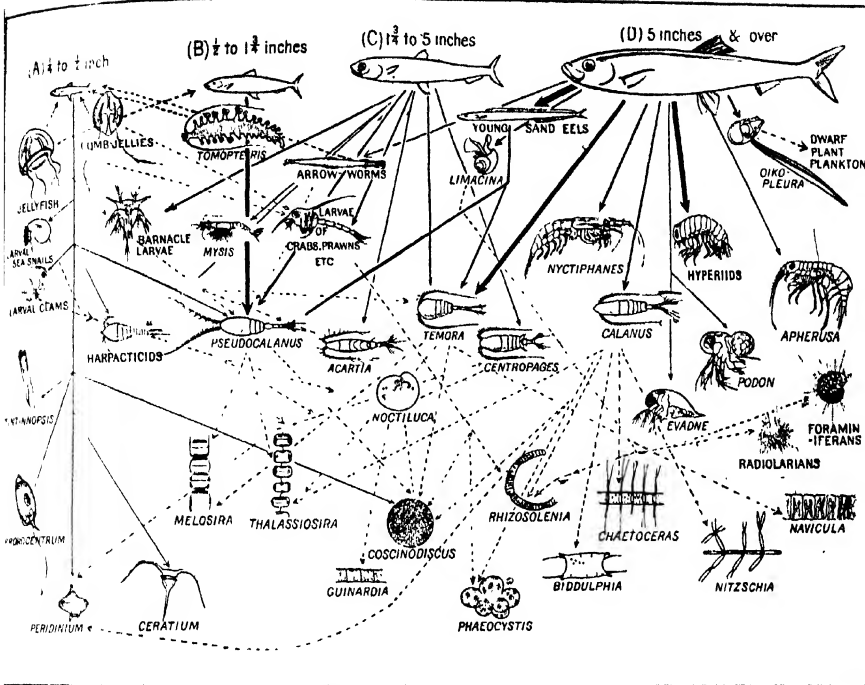 (A) ¼ to ½ inch
(B) ½ to 1¾ inches
(C) 1¾ to 5 inches
(D) 5 inches & over
COMB-JELLIES
TOMOPTERIS
ARROW-WORMS
YOUNG SAND EELS
LIMACINA
OIKO-
PLEURA
DWARF
PLANT
PLANKTON
JELLYFISH
LARVAL
SEA SNAILS
LARVAL CLAMS
BARNACLE
LARVAE
MYSIS
LARVAE
OF
CRABS, PRAWNS
ETC
NYCTIPHANES
HYPERIIDS
APHERUSA
HARPACTICIDS
PSEUDOCALANUS
ACARTIA
TEMORA
CENTROPAGES
CALANUS
PODON
EVADNE
NOCTILUCA
FORAMIN
-IFERANS
RADIOLARIANS
MELOSIRA
THALASSIOSIRA
COSCINODISCUS
RHIZOSOLENIA
CHAETOCERAS
NAVICULA
GUINARDIA
BIDDULPHIA
NITZSCHIA
PERIDINIUM
CERATIUM
PHAEOCYSTIS